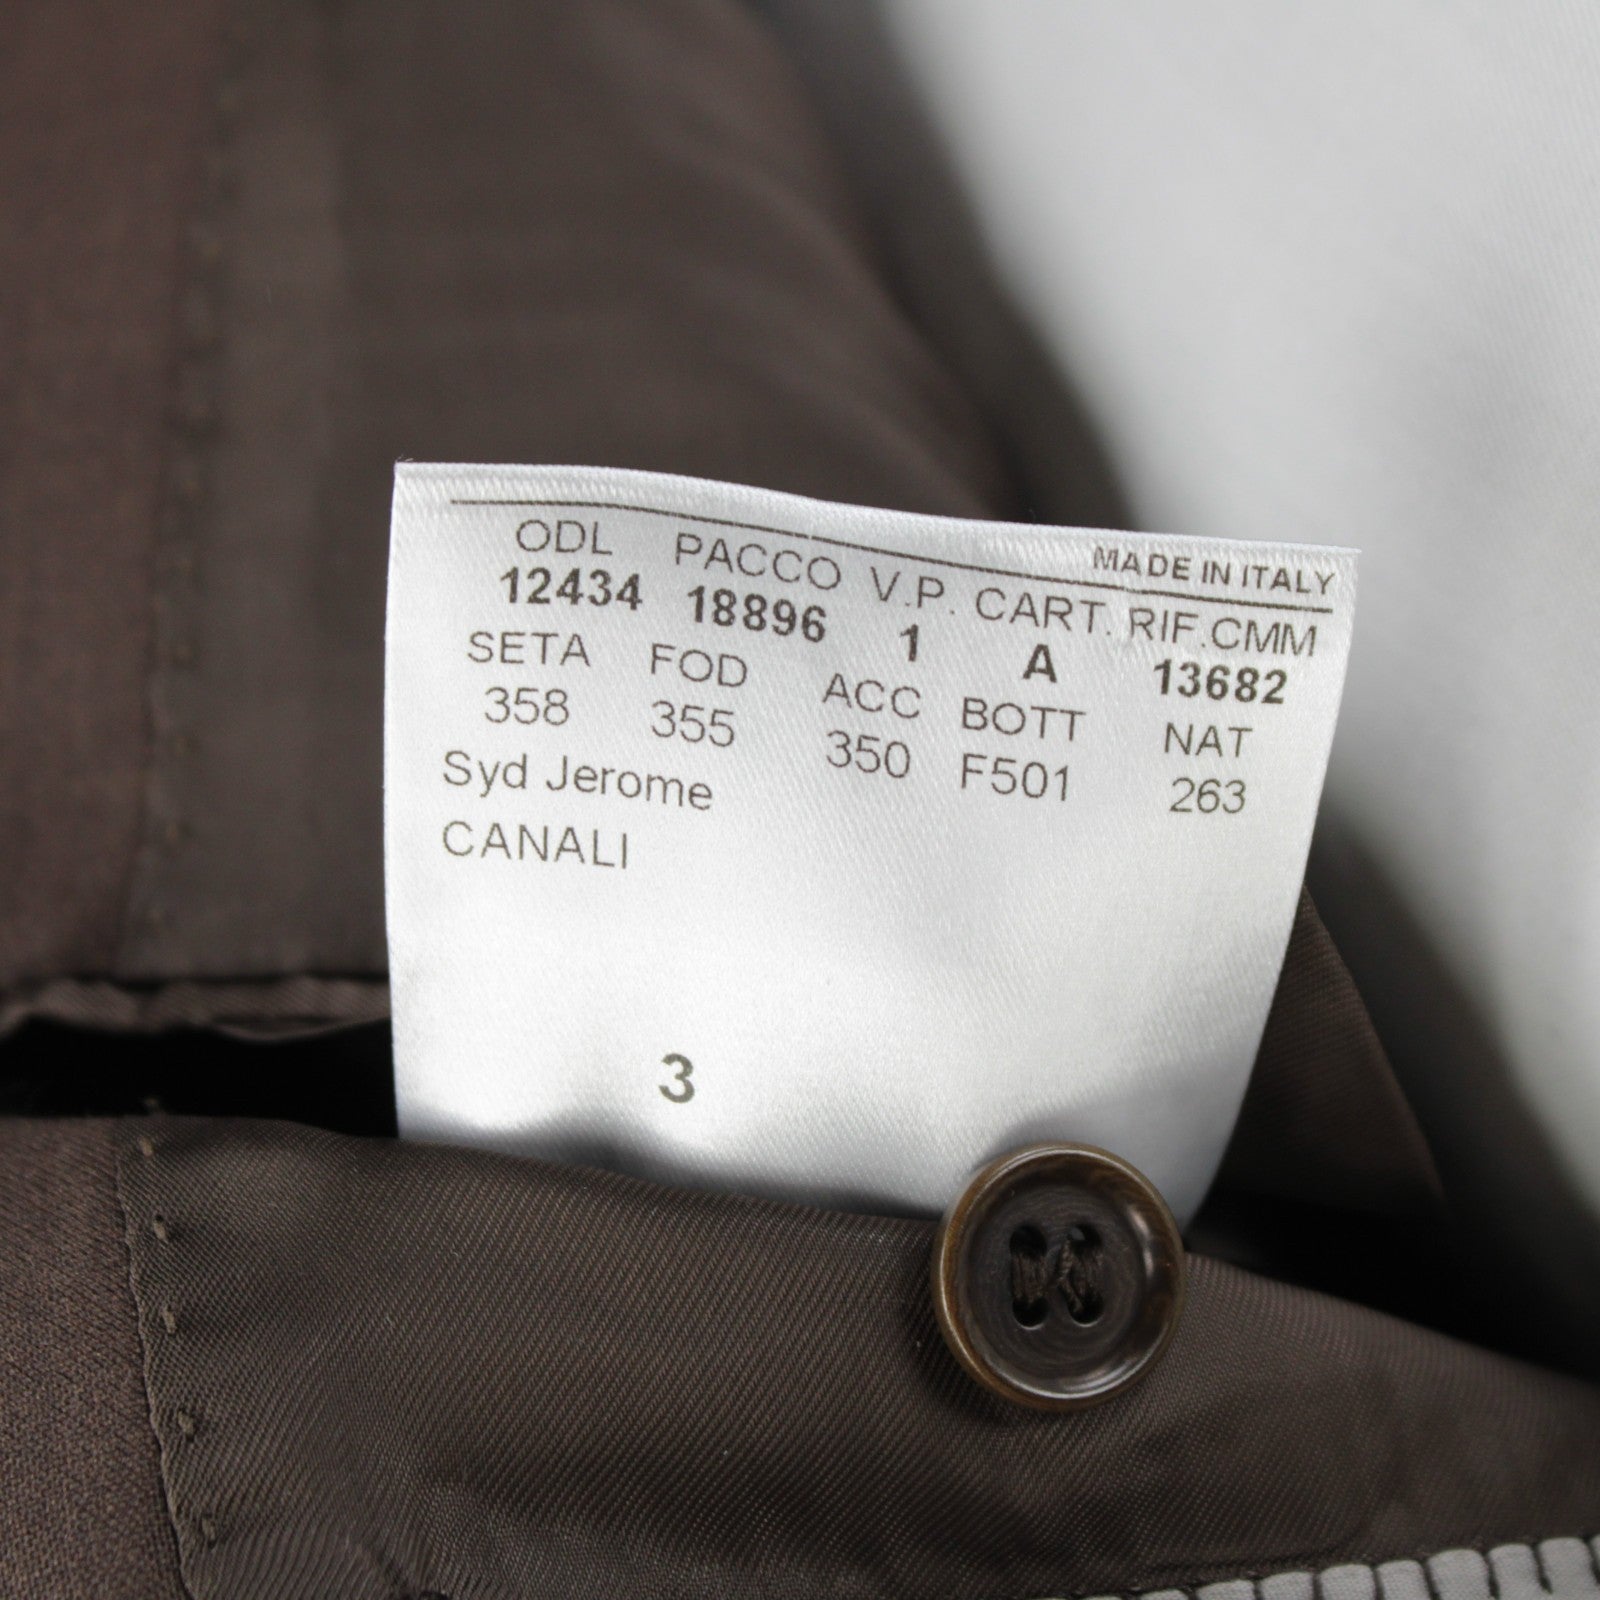 MADE IN ITALY
ODL PACCO V.P. CART. RIF.CMM
12434 18896 1 A 13682
SETA FOD ACC BOTT NAT
358 355 350 F501 263
Syd Jerome
CANALI
3